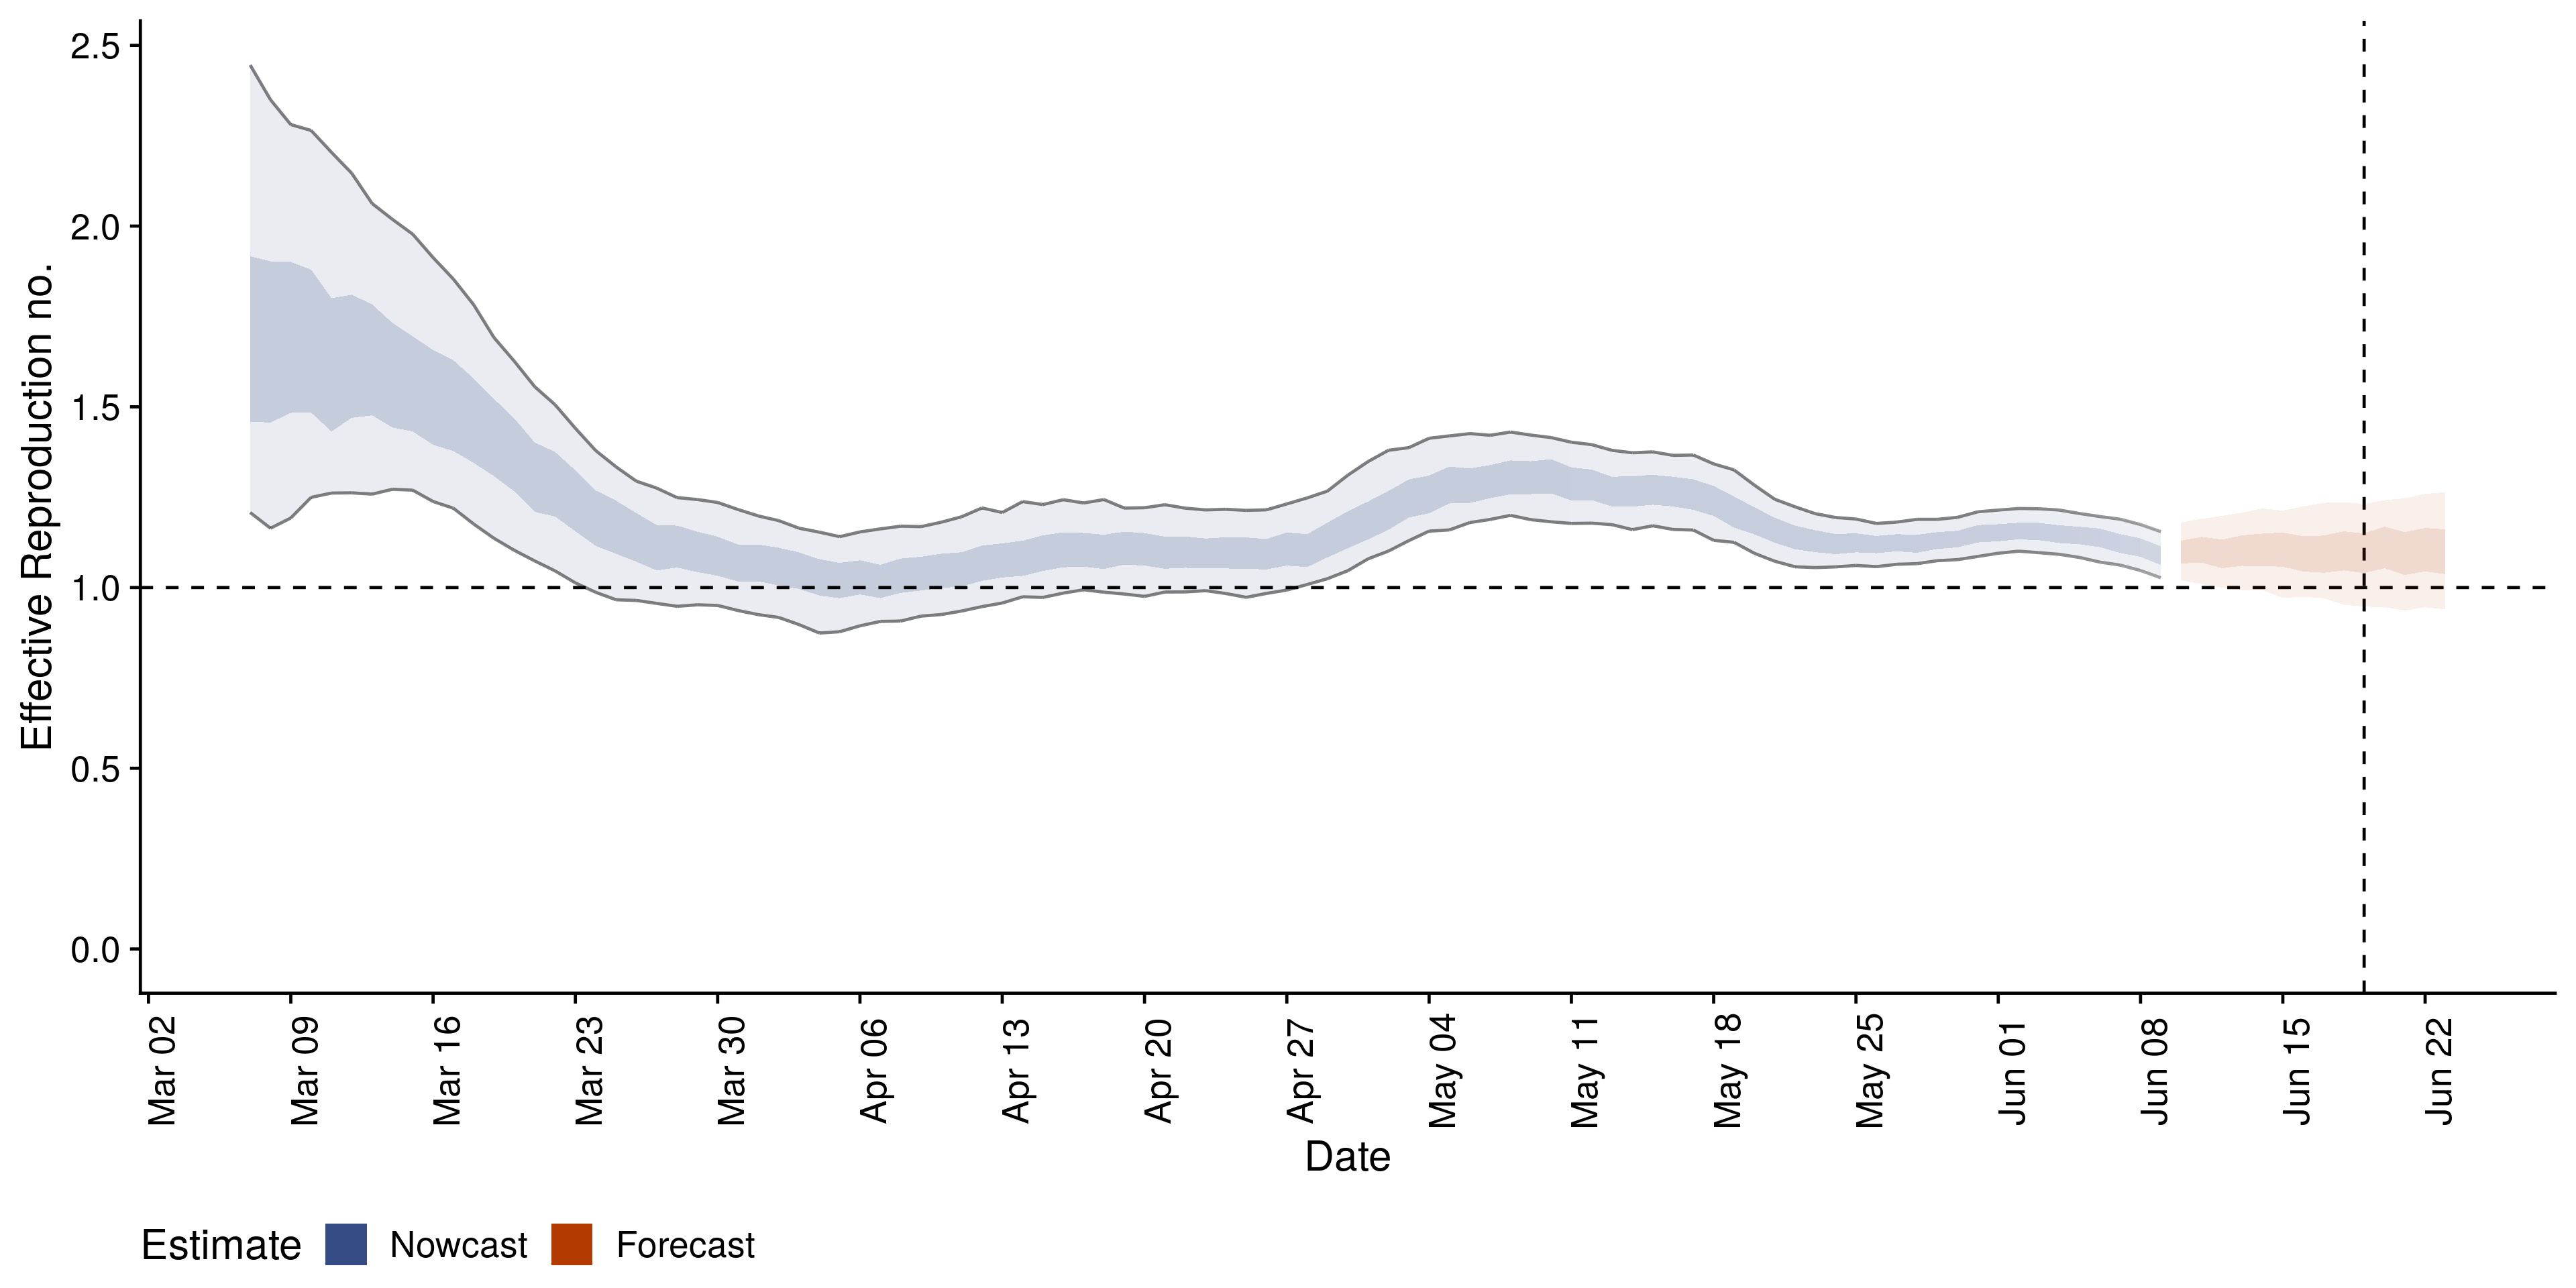 2.5
2.0
1.5
1.0
0.5
0.0
Effective Reproduction no.
Mar 02
Mar 09
Mar 16
Mar 23
Mar 30
Apr 06
Apr 13
Apr 20
Apr 27
May 04
May 11
May 18
May 25
Jun 01
Jun 08
Jun 15
Jun 22
Date
Estimate Nowcast Forecast